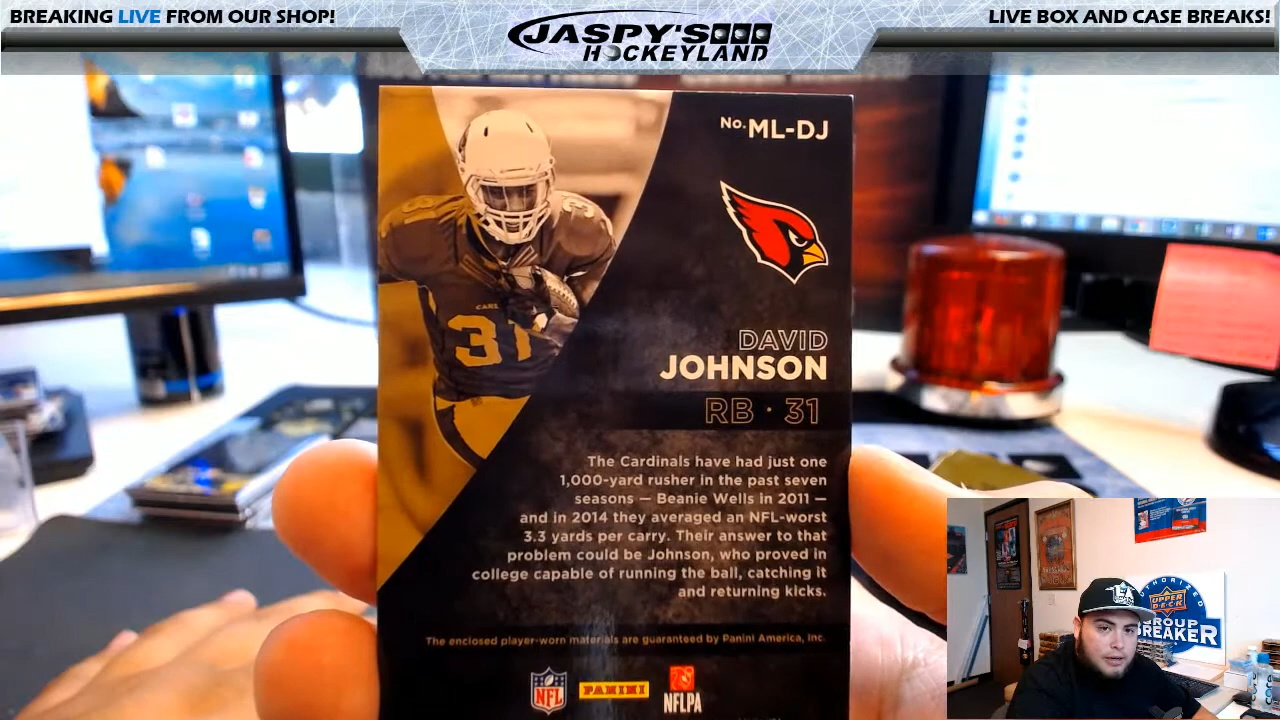 BREAKING LIVE FROM OUR SHOP!
JASPY'S
HOCKEYLAND
LIVE BOX AND CASE BREAKS!
No. ML-DJ
31
DAVID
JOHNSON
RB · 31
The Cardinals have had just one
1,000-yard rusher in the past seven
seasons — Beanie Wells in 2011 —
and in 2014 they averaged an NFL-worst
3.3 yards per carry. Their answer to that
problem could be Johnson, who proved in
college capable of running the ball, catching it
and returning kicks.
The enclosed player-worn materials are guaranteed by Panini America, Inc.
NFL
PANINI
NFLPA
AUTHORIZED
UPPER
DECK
GROUP
BREAKER